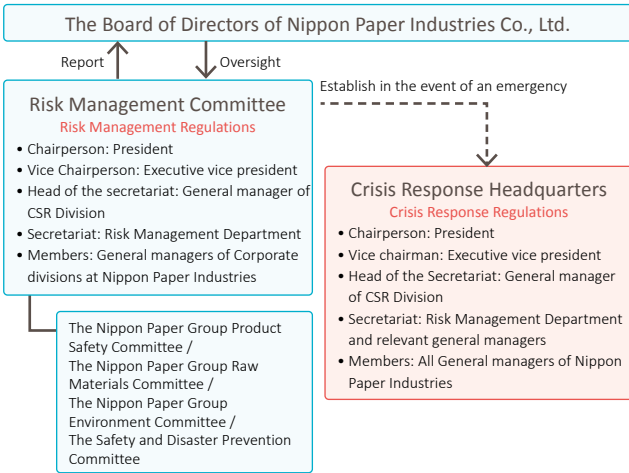 The Board of Directors of Nippon Paper Industries Co., Ltd.
Report
Oversight
Establish in the event of an emergency
Risk Management Committee
Risk Management Regulations
• Chairperson: President
• Vice Chairperson: Executive vice president
• Head of the secretariat: General manager of
CSR Division
• Secretariat: Risk Management Department
• Members: General managers of Corporate
divisions at Nippon Paper Industries
Crisis Response Headquarters
Crisis Response Regulations
• Chairperson: President
• Vice chairman: Executive vice president
• Head of the Secretariat: General manager
of CSR Division
• Secretariat: Risk Management Department
and relevant general managers
• Members: All General managers of Nippon
Paper Industries
The Nippon Paper Group Product
Safety Committee /
The Nippon Paper Group Raw
Materials Committee /
The Nippon Paper Group
Environment Committee /
The Safety and Disaster Prevention
Committee